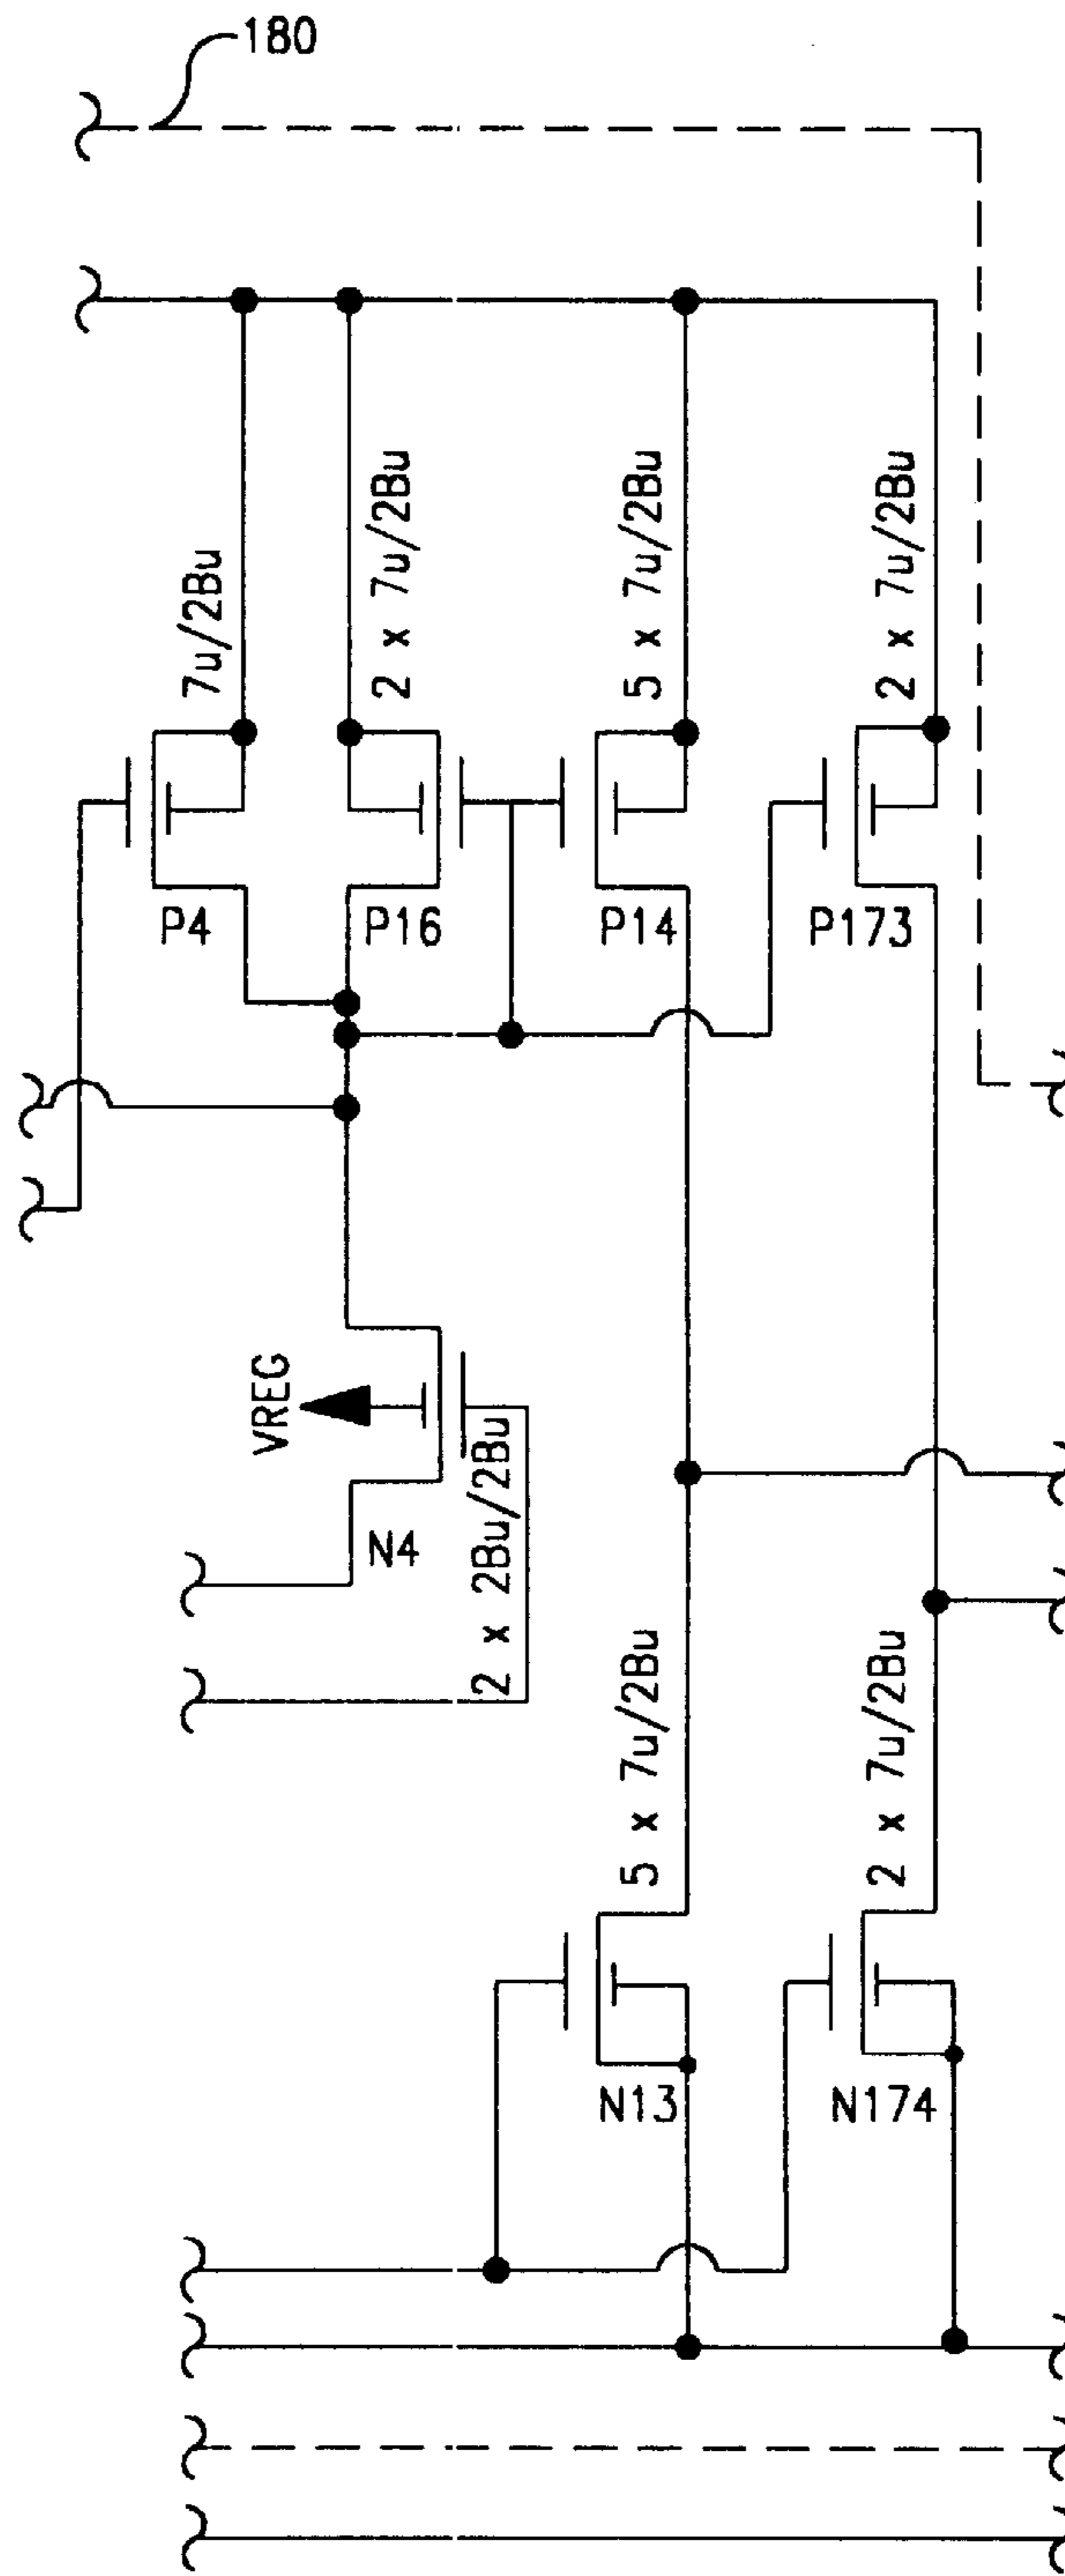 180
7u/2Bu
2 x 7u/2Bu
5 x 7u/2Bu
2 x 7u/2Bu
P4
P16
P14
P173
VREG
N4
2 x 2Bu/2Bu
5 x 7u/2Bu
2 x 7u/2Bu
N13
N174